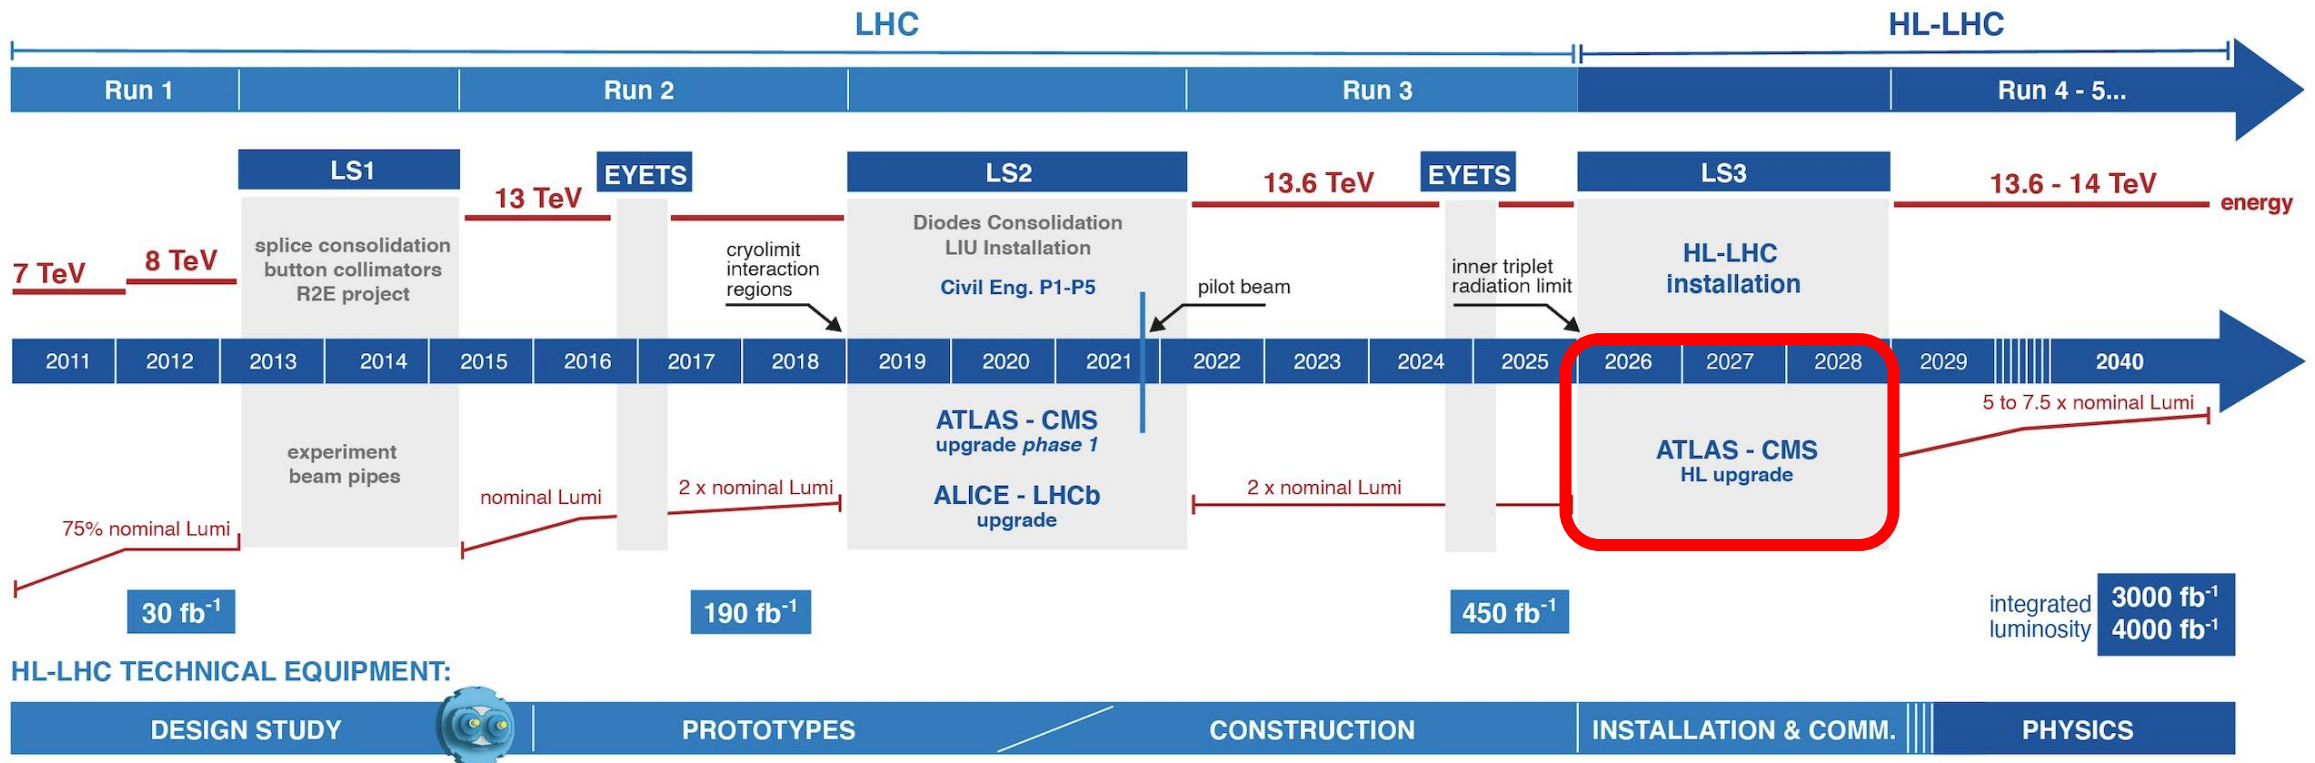 LHC
HL-LHC
Run 1
Run 2
Run 3
Run 4 - 5...
LS1
EYETS
LS2
EYETS
LS3
13 TeV
13.6 TeV
13.6 - 14 TeV
energy
7 TeV
8 TeV
splice consolidation
button collimators
R2E project
cryolimit
interaction
regions
Diodes Consolidation
LIU Installation
Civil Eng. P1-P5
pilot beam
inner triplet
radiation limit
HL-LHC
installation
2011
2012
2013
2014
2015
2016
2017
2018
2019
2020
2021
2022
2023
2024
2025
2026
2027
2028
2029
2040
experiment
beam pipes
ATLAS - CMS
upgrade phase 1
ALICE - LHCb
upgrade
ATLAS - CMS
HL upgrade
5 to 7.5 x nominal Lumi
75% nominal Lumi
nominal Lumi
2 x nominal Lumi
2 x nominal Lumi
30 fb⁻¹
190 fb⁻¹
450 fb⁻¹
integrated
luminosity
3000 fb⁻¹
4000 fb⁻¹
HL-LHC TECHNICAL EQUIPMENT:
DESIGN STUDY
PROTOTYPES
CONSTRUCTION
INSTALLATION & COMM.
PHYSICS